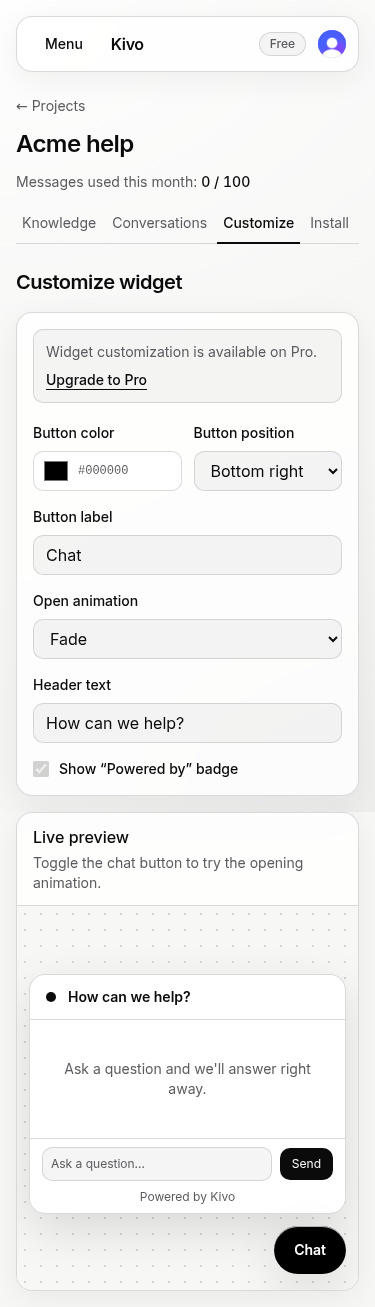 Menu Kivo Free
← Projects
Acme help
Messages used this month: 0 / 100
Knowledge Conversations Customize Install
Customize widget
Widget customization is available on Pro.
Upgrade to Pro
Button color Button position
#000000 Bottom right
Button label
Chat
Open animation
Fade
Header text
How can we help?
Show “Powered by” badge
Live preview
Toggle the chat button to try the opening
animation.
How can we help?
Ask a question and we'll answer right
away.
Ask a question... Send
Powered by Kivo
Chat